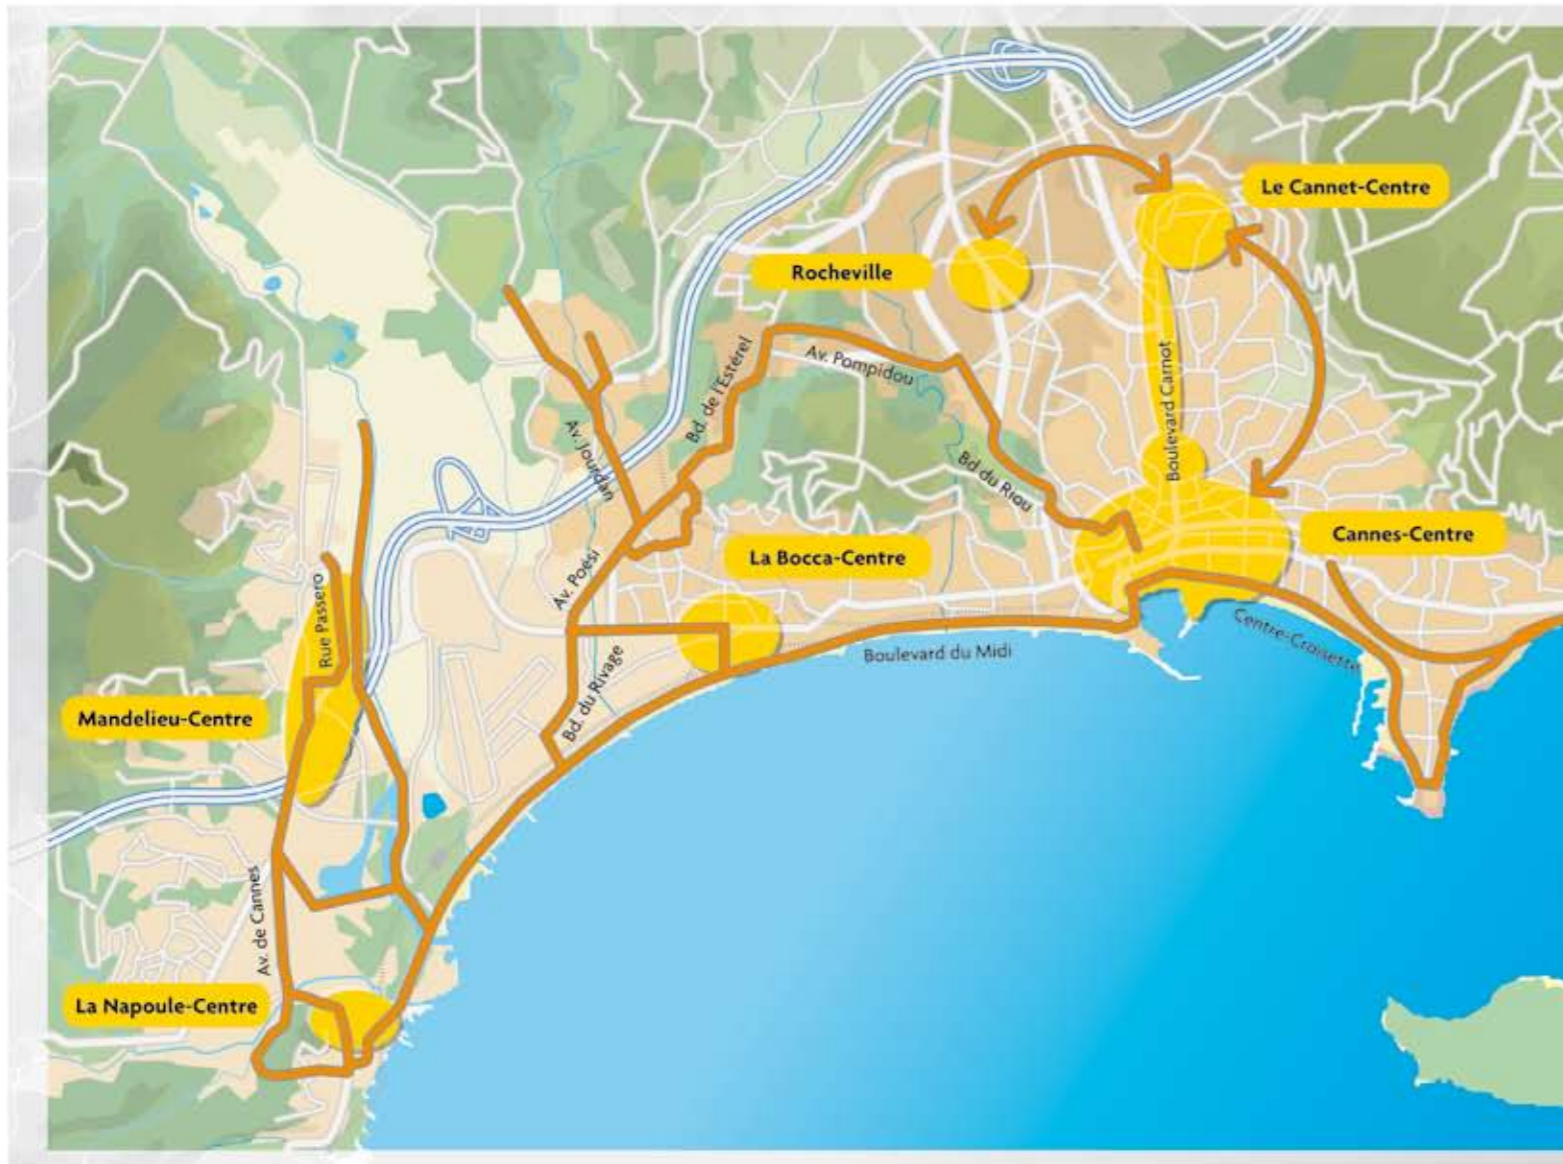 Le Cannet-Centre
Rocheville
Bd. de l'Estérel
Av. Pompidou
Boulevard Carnot
Av. Jourdan
Bd. du Riou
Cannes-Centre
La Bocca-Centre
Av. Poési
Rue Passero
Centre-Croisette
Boulevard du Midi
Bd. du Rivage
Mandelieu-Centre
Av. de Cannes
La Napoule-Centre